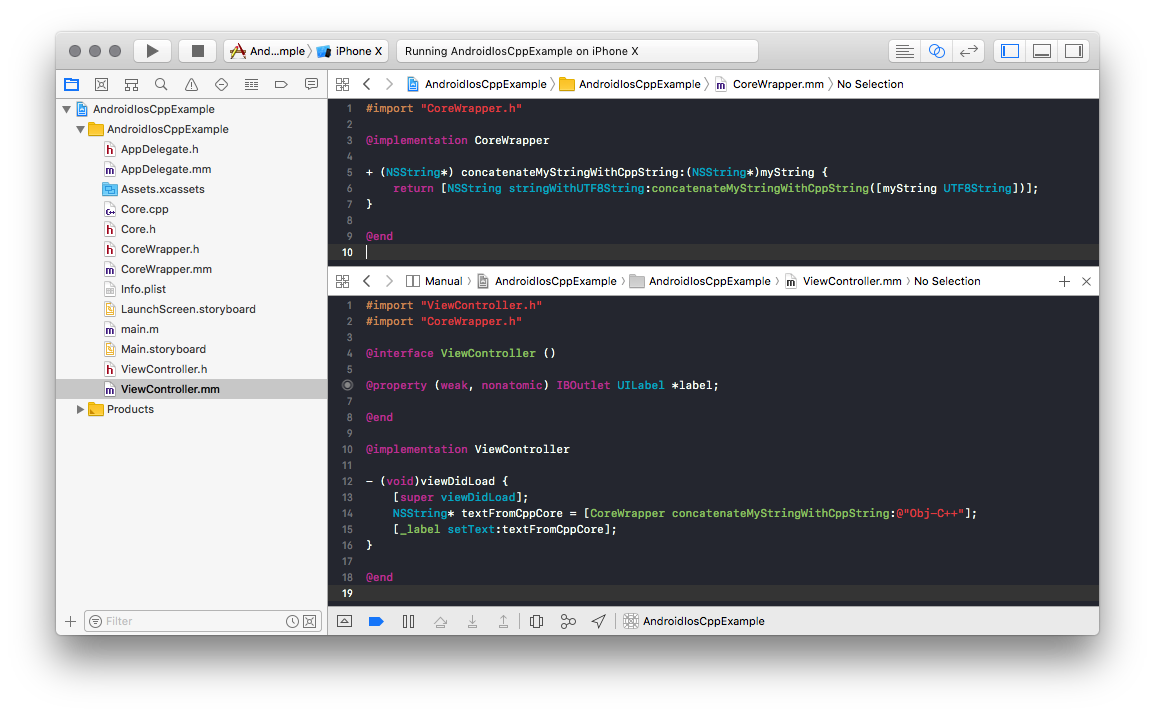 And...mple iPhone X Running AndroidIosCppExample on iPhone X
AndroidIosCppExample
AndroidIosCppExample
AppDelegate.h
AppDelegate.mm
Assets.xcassets
Core.cpp
Core.h
CoreWrapper.h
CoreWrapper.mm
Info.plist
LaunchScreen.storyboard
main.m
Main.storyboard
ViewController.h
ViewController.mm
Products
Filter
AndroidIosCppExample AndroidIosCppExample CoreWrapper.mm No Selection
1 #import "CoreWrapper.h"
2
3 @implementation CoreWrapper
4
5 + (NSString*) concatenateMyStringWithCppString:(NSString*)myString {
6 return [NSString stringWithUTF8String:concatenateMyStringWithCppString([myString UTF8String])];
7 }
8
9 @end
10
Manual AndroidIosCppExample AndroidIosCppExample ViewController.mm No Selection
1 #import "ViewController.h"
2 #import "CoreWrapper.h"
3
4 @interface ViewController ()
5
@property (weak, nonatomic) IBOutlet UILabel *label;
7
8 @end
9
10 @implementation ViewController
11
12 - (void)viewDidLoad {
13 [super viewDidLoad];
14 NSString* textFromCppCore = [CoreWrapper concatenateMyStringWithCppString:@"Obj-C++"];
15 [_label setText:textFromCppCore];
16 }
17
18 @end
19
AndroidIosCppExample